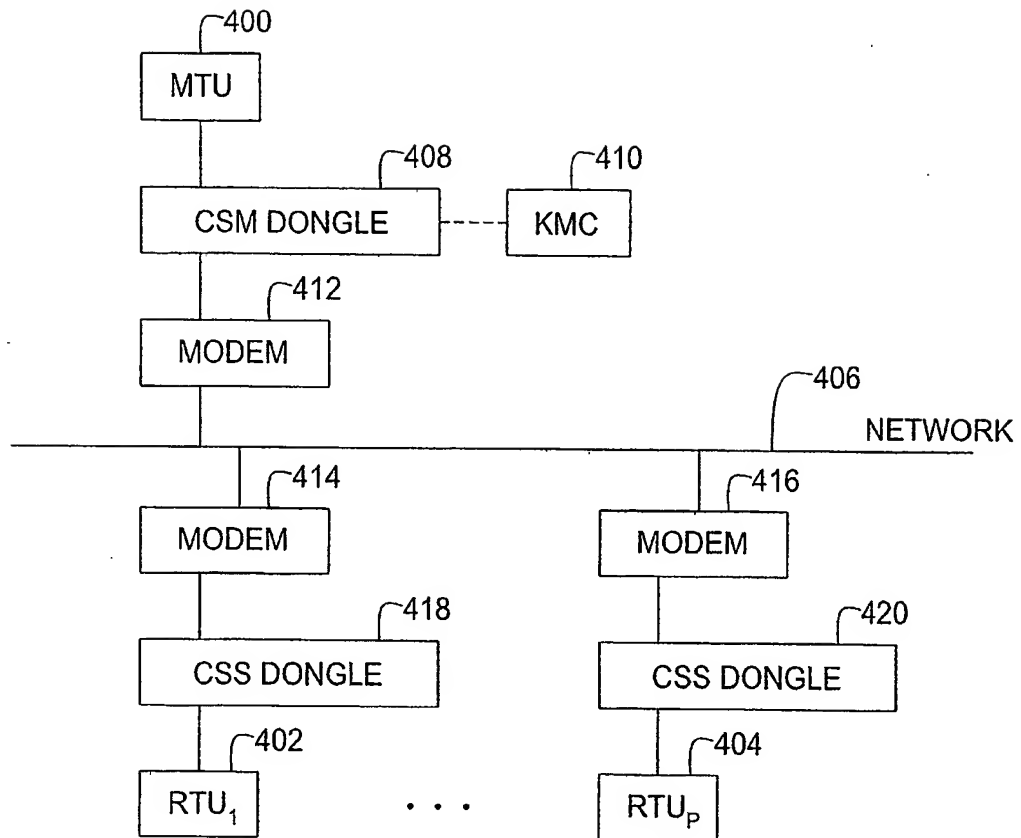 400
MTU
408
410
CSM DONGLE
KMC
412
MODEM
406
NETWORK
414
416
MODEM
MODEM
418
420
CSS DONGLE
CSS DONGLE
402
404
RTU1
. . .
RTUP